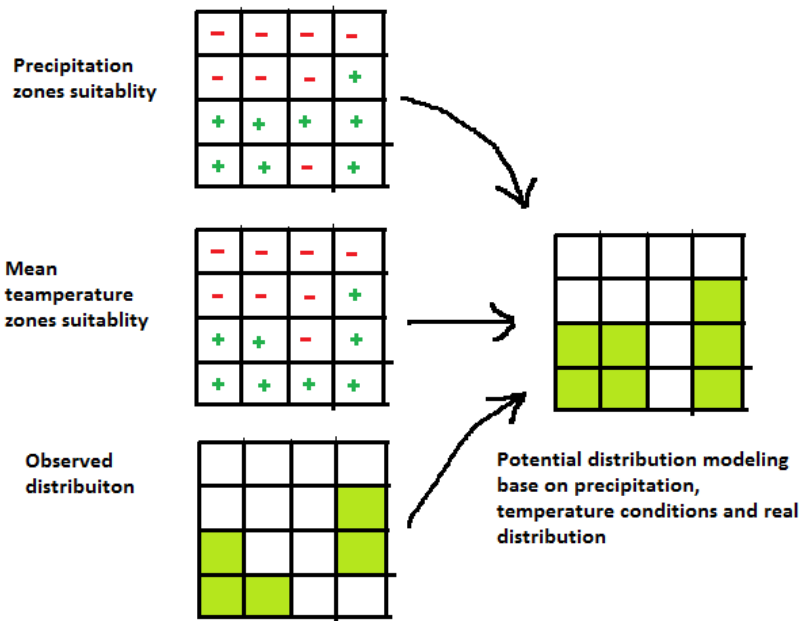 Precipitation
zones suitablity
Mean
teamperature
zones suitablity
Observed
distribuiton
Potential distribution modeling
base on precipitation,
temperature conditions and real
distribution